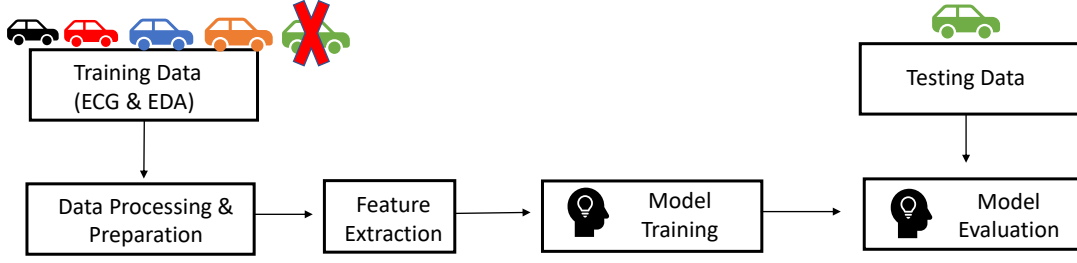 Training Data
(ECG & EDA)
Testing Data
Data Processing &
Preparation
Feature
Extraction
Model
Training
Model
Evaluation